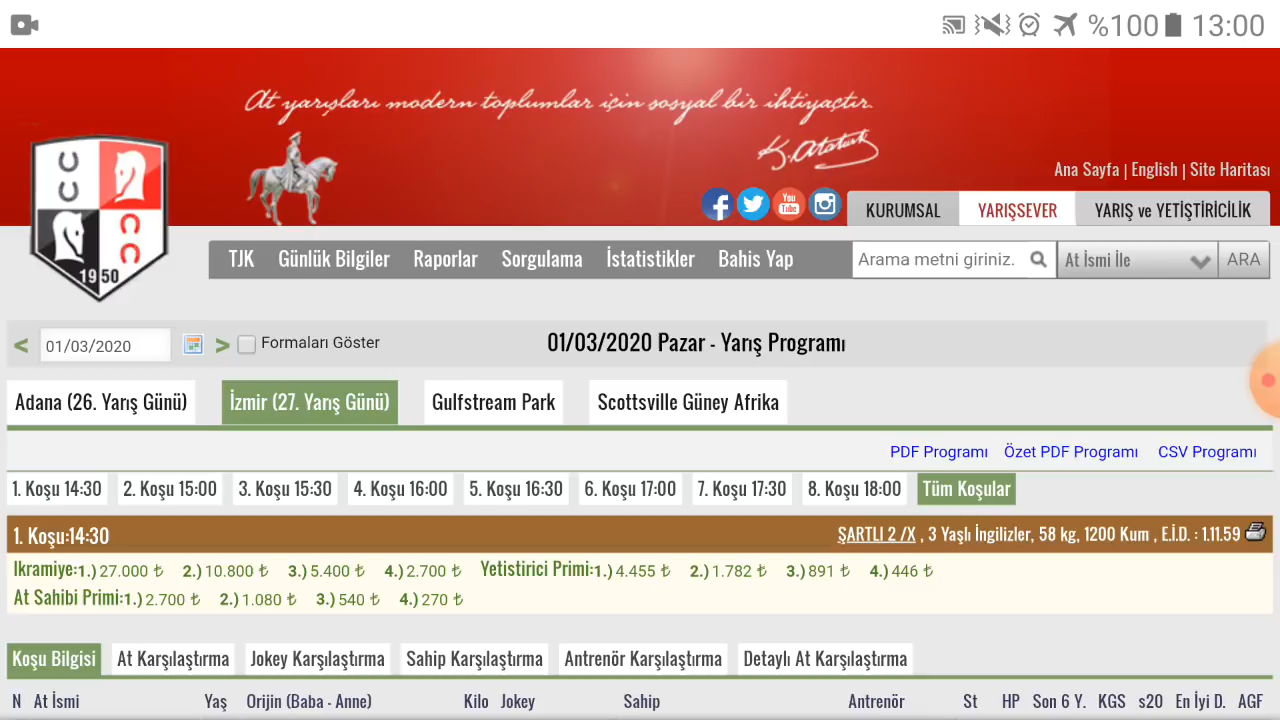 %100 13:00
At yarışları modern toplumlar için sosyal bir ihtiyaçtır.
K. Atatürk
Ana Sayfa | English | Site Haritası
You Tube
KURUMSAL YARIŞSEVER YARIŞ ve YETİŞTİRİCİLİK
1950
TJK Günlük Bilgiler Raporlar Sorgulama İstatistikler Bahis Yap Arama metni giriniz. At İsmi İle ARA
< 01/03/2020 > Formaları Göster 01/03/2020 Pazar - Yarış Programı
Adana (26. Yarış Günü) İzmir (27. Yarış Günü) Gulfstream Park Scottsville Güney Afrika
PDF Programı Özet PDF Programı CSV Programı
1. Koşu 14:30 2. Koşu 15:00 3. Koşu 15:30 4. Koşu 16:00 5. Koşu 16:30 6. Koşu 17:00 7. Koşu 17:30 8. Koşu 18:00 Tüm Koşular
1. Koşu:14:30 ŞARTLI 2 /X , 3 Yaşlı İngilizler, 58 kg, 1200 Kum , E.İ.D. : 1.11.59
Ikramiye:1.) 27.000 ₺ 2.) 10.800 ₺ 3.) 5.400 ₺ 4.) 2.700 ₺ Yetistirici Primi:1.) 4.455 ₺ 2.) 1.782 ₺ 3.) 891 ₺ 4.) 446 ₺
At Sahibi Primi:1.) 2.700 ₺ 2.) 1.080 ₺ 3.) 540 ₺ 4.) 270 ₺
Koşu Bilgisi At Karşılaştırma Jokey Karşılaştırma Sahip Karşılaştırma Antrenör Karşılaştırma Detaylı At Karşılaştırma
N At İsmi Yaş Orijin (Baba - Anne) Kilo Jokey Sahip Antrenör St HP Son 6 Y. KGS s20 En İyi D. AGF